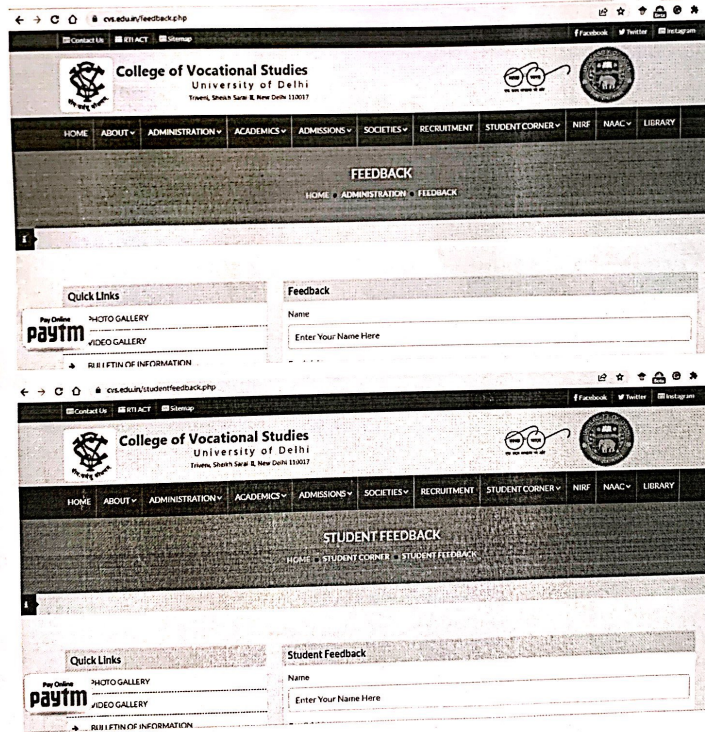 cvs.edu.in/feedback.php
Contact Us RTI ACT Sitemap Facebook Twitter Instagram
College of Vocational Studies
University of Delhi
Triveni, Sheikh Sarai II, New Delhi 110017
HOME ABOUT ADMINISTRATION ACADEMICS ADMISSIONS SOCIETIES RECRUITMENT STUDENT CORNER NIRF NAAC LIBRARY
FEEDBACK
HOME ADMINISTRATION FEEDBACK
Quick Links
Pay Online
Paytm
PHOTO GALLERY
VIDEO GALLERY
BULLETIN OF INFORMATION
Feedback
Name
Enter Your Name Here
cvs.edu.in/studentfeedback.php
Contact Us RTI ACT Sitemap Facebook Twitter Instagram
College of Vocational Studies
University of Delhi
Triveni, Sheikh Sarai II, New Delhi 110017
HOME ABOUT ADMINISTRATION ACADEMICS ADMISSIONS SOCIETIES RECRUITMENT STUDENT CORNER NIRF NAAC LIBRARY
STUDENT FEEDBACK
HOME STUDENT CORNER STUDENT FEEDBACK
Quick Links
Pay Online
Paytm
PHOTO GALLERY
VIDEO GALLERY
BULLETIN OF INFORMATION
Student Feedback
Name
Enter Your Name Here